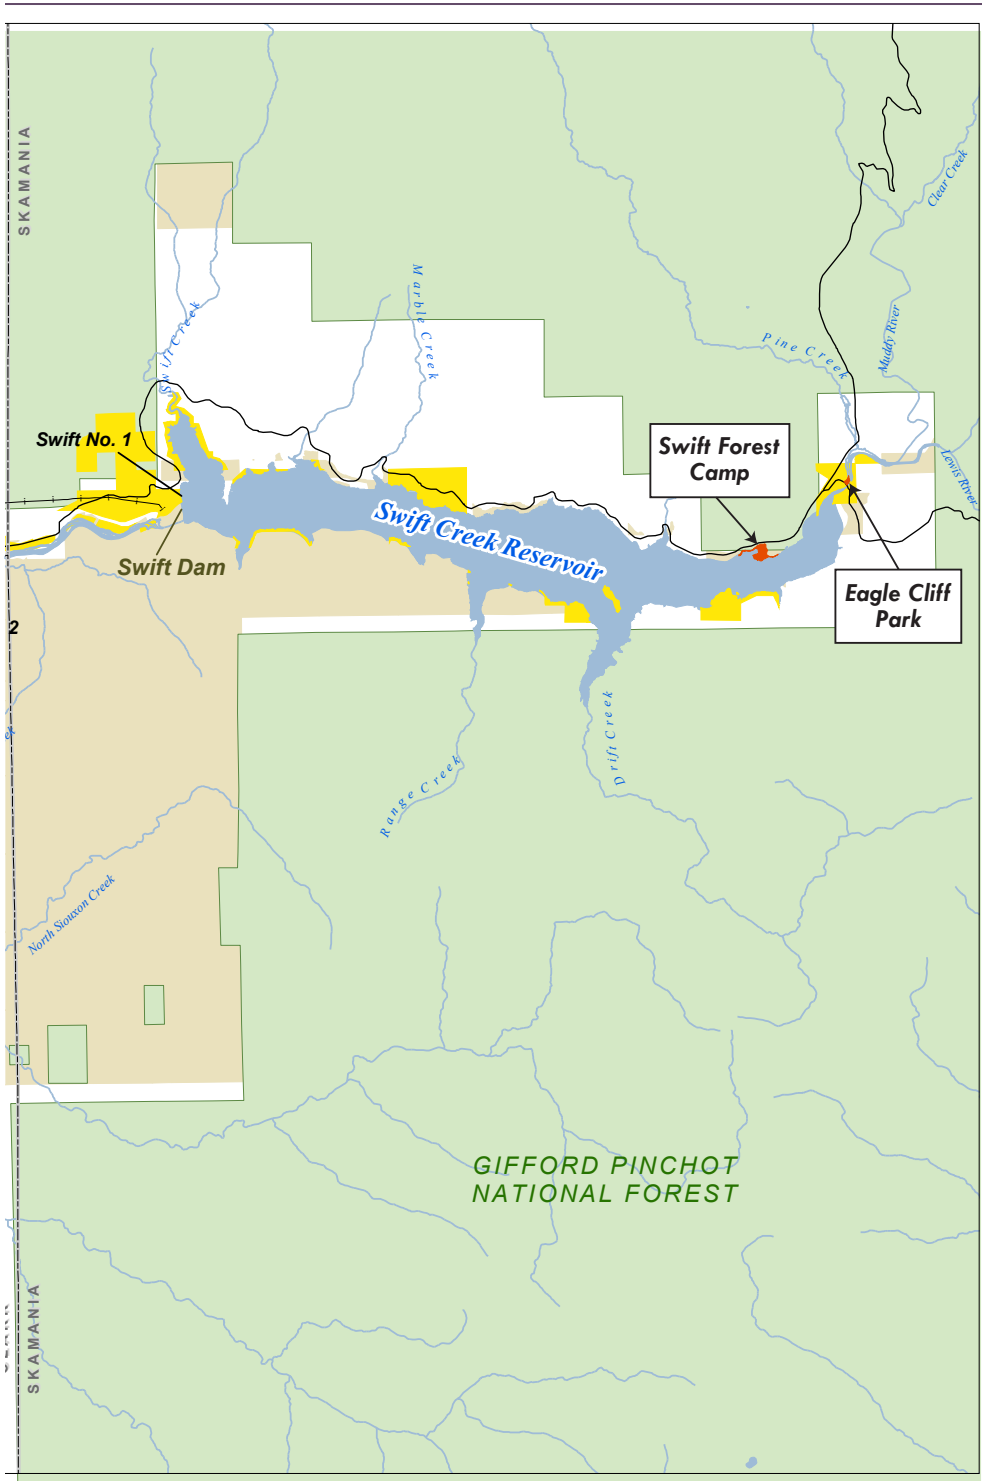 SKAMANIA
Clear Creek
Swift Creek
Marble Creek
Pine Creek
Muddy River
Swift No. 1
Swift Forest
Camp
Lewis River
Swift Creek Reservoir
Swift Dam
Eagle Cliff
Park
2
Drift Creek
Range Creek
North Siouxon Creek
GIFFORD PINCHOT
NATIONAL FOREST
SKAMANIA